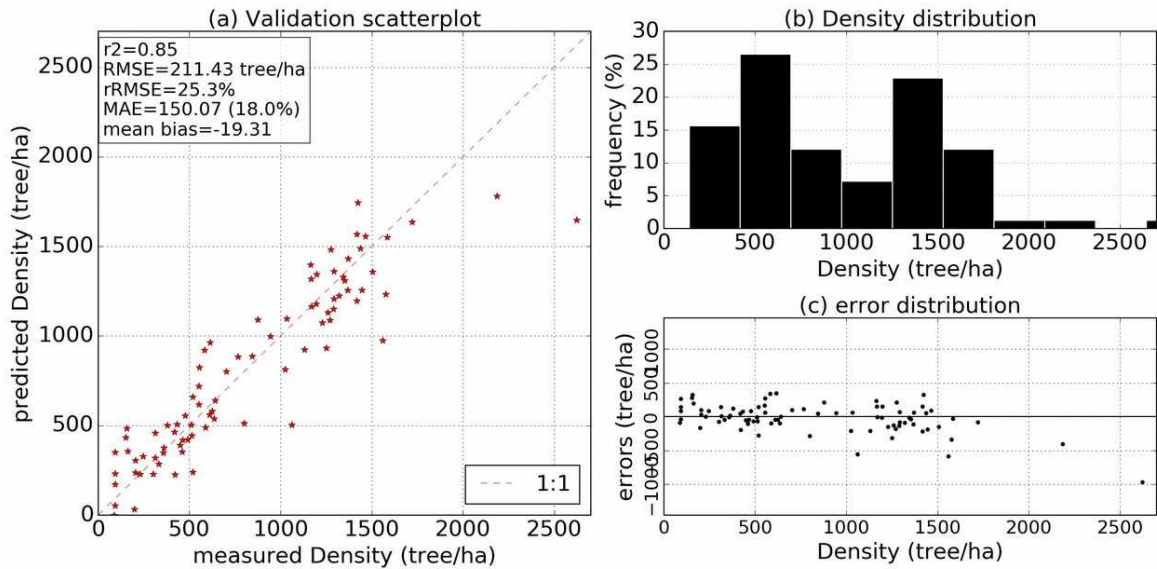 (a) Validation scatterplot
r2=0.85
RMSE=211.43 tree/ha
rRMSE=25.3%
MAE=150.07 (18.0%)
mean bias=-19.31
predicted Density (tree/ha)
2500
2000
1500
1000
500
0
0 500 1000 1500 2000 2500
measured Density (tree/ha)
1:1
(b) Density distribution
frequency (%)
30
25
20
15
10
5
0
0 500 1000 1500 2000 2500
Density (tree/ha)
(c) error distribution
errors (tree/ha)
1000
500
0
−500
−1000
0 500 1000 1500 2000 2500
Density (tree/ha)